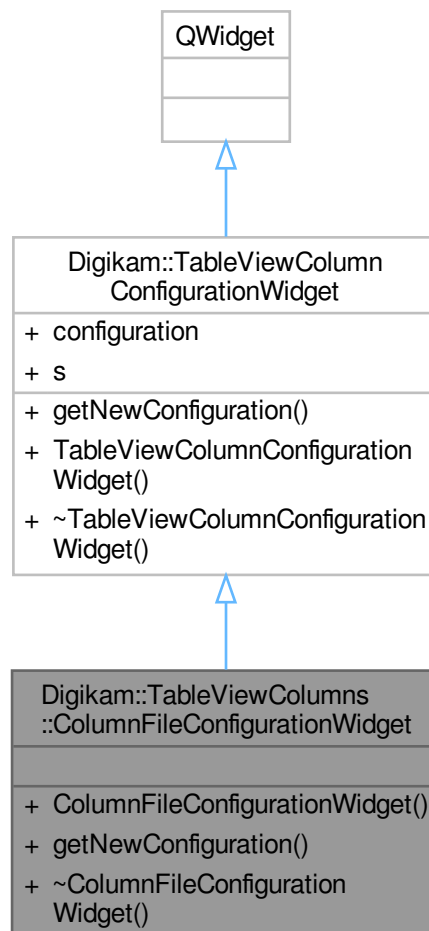 QWidget
Digikam::TableViewColumn
ConfigurationWidget
+ configuration
+ s
+ getNewConfiguration()
+ TableViewColumnConfiguration
Widget()
+ ~TableViewColumnConfiguration
Widget()
Digikam::TableViewColumns
::ColumnFileConfigurationWidget
+ ColumnFileConfigurationWidget()
+ getNewConfiguration()
+ ~ColumnFileConfiguration
Widget()